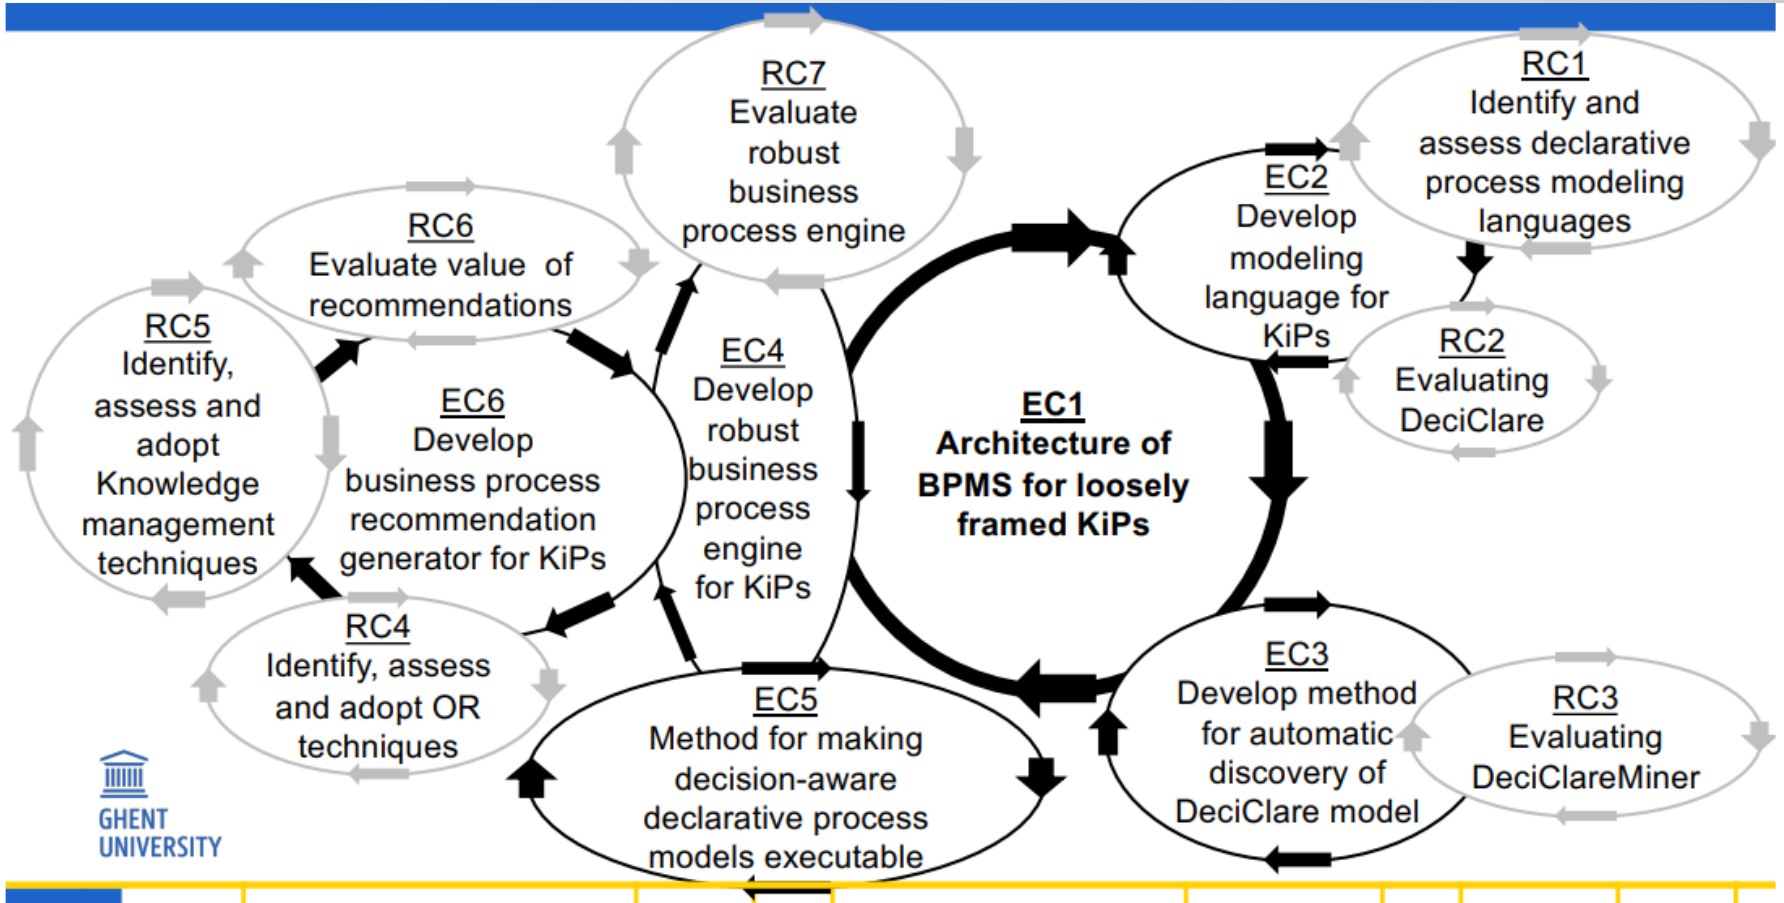 RC7
Evaluate
robust
business
process engine
RC1
Identify and
assess declarative
process modeling
languages
EC2
Develop
modeling
language for
KiPs
RC2
Evaluating
DeciClare
RC6
Evaluate value of
recommendations
RC5
Identify,
assess and
adopt
Knowledge
management
techniques
EC6
Develop
business process
recommendation
generator for KiPs
EC4
Develop
robust
business
process
engine
for KiPs
EC1
Architecture of
BPMS for loosely
framed KiPs
RC4
Identify, assess
and adopt OR
techniques
EC5
Method for making
decision-aware
declarative process
models executable
EC3
Develop method
for automatic
discovery of
DeciClare model
RC3
Evaluating
DeciClareMiner
GHENT
UNIVERSITY